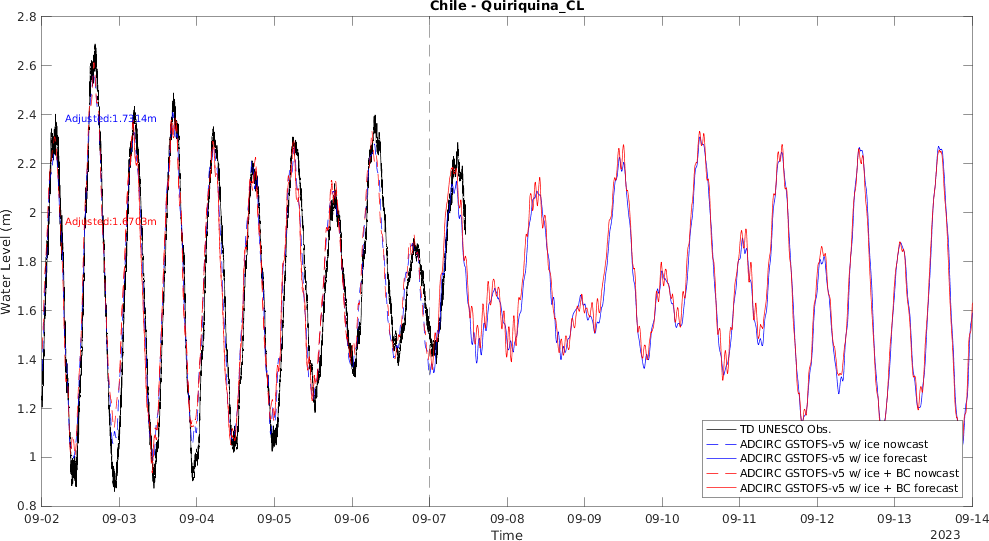 Chile - Quiriquina_CL
Water Level (m)
2.8
2.6
2.4
2.2
2
1.8
1.6
1.4
1.2
1
0.8
Adjusted:1.7314m
Adjusted:1.6703m
TD UNESCO Obs.
ADCIRC GSTOFS-v5 w/ ice nowcast
ADCIRC GSTOFS-v5 w/ ice forecast
ADCIRC GSTOFS-v5 w/ ice + BC nowcast
ADCIRC GSTOFS-v5 w/ ice + BC forecast
09-02 09-03 09-04 09-05 09-06 09-07 09-08 09-09 09-10 09-11 09-12 09-13 09-14
Time
2023